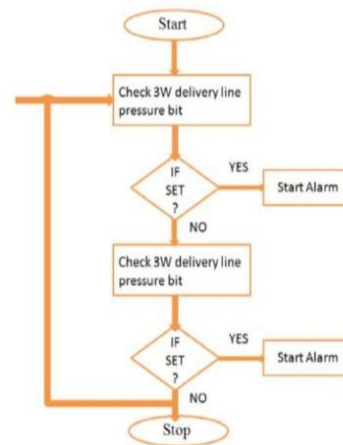 Start
Check 3W delivery line
pressure bit
IF
SET
?
YES
Start Alarm
NO
Check 3W delivery line
pressure bit
IF
SET
?
YES
Start Alarm
NO
Stop